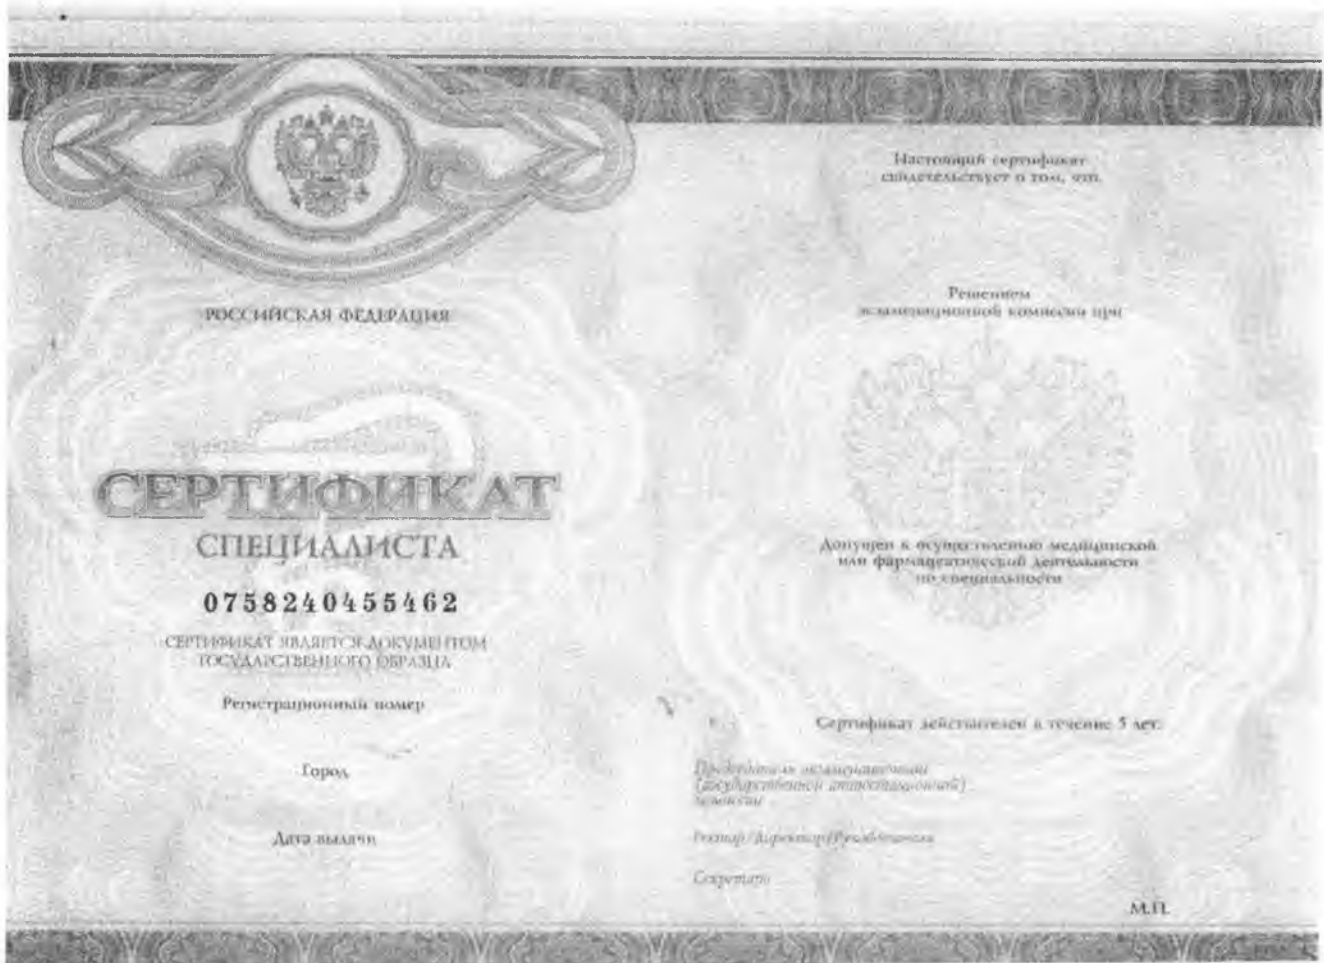 РОССИЙСКАЯ ФЕДЕРАЦИЯ
СЕРТИФИКАТ
СПЕЦИАЛИСТА
0758240455462
СЕРТИФИКАТ ЯВЛЯЕТСЯ ДОКУМЕНТОМ
ГОСУДАРСТВЕННОГО ОБРАЗЦА
Регистрационный номер
Город
Дата выдачи
Настоящий сертификат
свидетельствует о том, что
Решением
экзаменационной комиссии при
Допущен к осуществлению медицинской
или фармацевтической деятельности
по специальности
Сертификат действителен в течение 5 лет.
Председатель экзаменационной
(государственной аттестационной)
комиссии
Ректор/Директор/Руководитель
Секретарь
М.П.